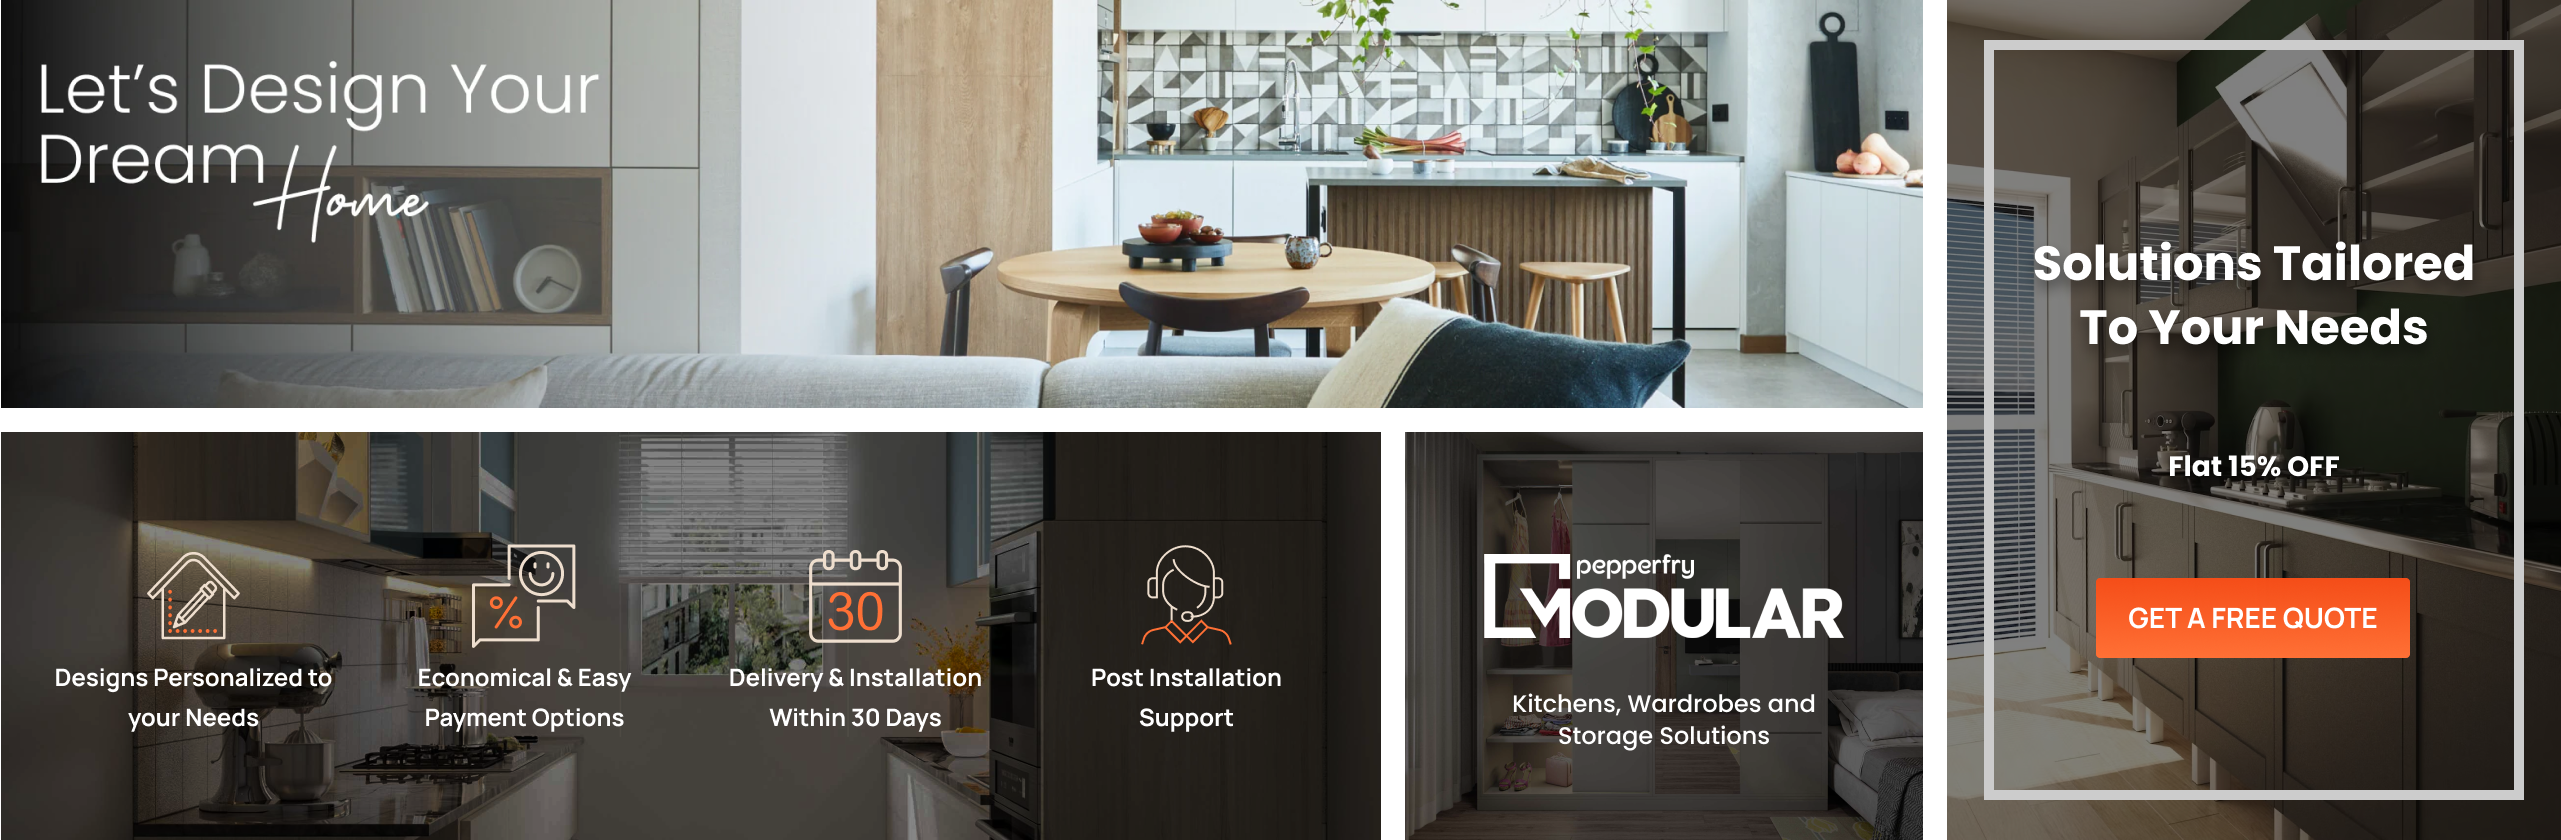 Let's Design Your
Dream Home
Designs Personalized to
your Needs
%
Economical & Easy
Payment Options
30
Delivery & Installation
Within 30 Days
Post Installation
Support
pepperfry
MODULAR
Kitchens, Wardrobes and
Storage Solutions
Solutions Tailored
To Your Needs
Flat 15% OFF
GET A FREE QUOTE